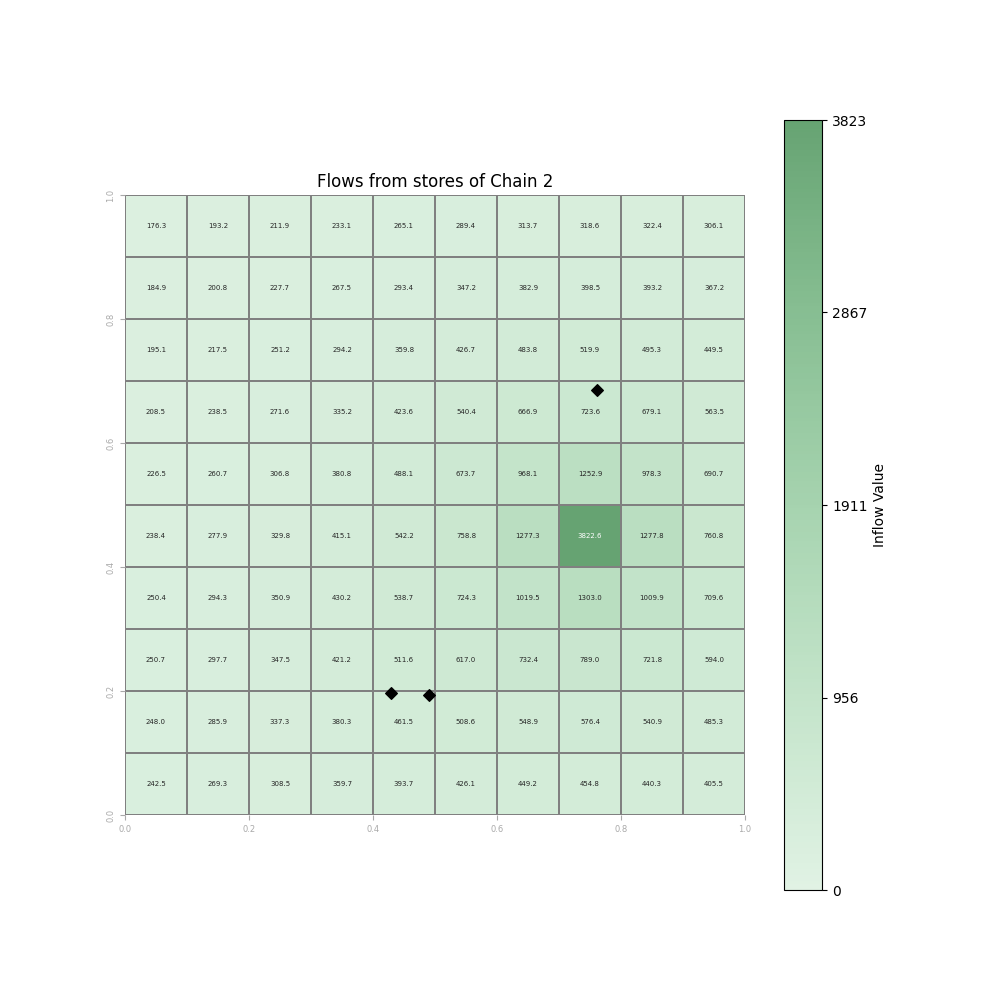 Flows from stores of Chain 2
1.0
176.3 193.2 211.9 233.1 265.1 289.4 313.7 318.6 322.4 306.1
184.9 200.8 227.7 267.5 293.4 347.2 382.9 398.5 393.2 367.2
0.8
195.1 217.5 251.2 294.2 359.8 426.7 483.8 519.9 495.3 449.5
208.5 238.5 271.6 335.2 423.6 540.4 666.9 723.6 679.1 563.5
0.6
226.5 260.7 306.8 380.8 488.1 673.7 968.1 1252.9 978.3 690.7
238.4 277.9 329.8 415.1 542.2 758.8 1277.3 3822.6 1277.8 760.8
0.4
250.4 294.3 350.9 430.2 538.7 724.3 1019.5 1303.0 1009.9 709.6
250.7 297.7 347.5 421.2 511.6 617.0 732.4 789.0 721.8 594.0
0.2
248.0 285.9 337.3 380.3 461.5 508.6 548.9 576.4 540.9 485.3
242.5 269.3 308.5 359.7 393.7 426.1 449.2 454.8 440.3 405.5
0.0
0.0 0.2 0.4 0.6 0.8 1.0
3823
2867
1911
956
0
Inflow Value